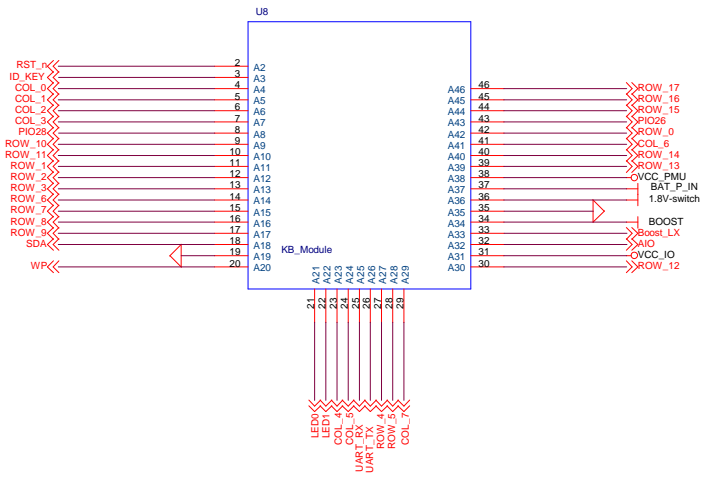 U8
RST_n 2 A2
ID_KEY 3 A3
COL_0 4 A4
COL_1 5 A5
COL_2 6 A6
COL_3 7 A7
PIO28 8 A8
ROW_10 9 A9
ROW_11 10 A10
ROW_1 11 A11
ROW_2 12 A12
ROW_3 13 A13
ROW_6 14 A14
ROW_7 15 A15
ROW_8 16 A16
ROW_9 17 A17
SDA 18 A18
19 A19
WP 20 A20
KB_Module
A46 46 ROW_17
A45 45 ROW_16
A44 44 ROW_15
A43 43 PIO26
A42 42 ROW_0
A41 41 COL_6
A40 40 ROW_14
A39 39 ROW_13
A38 38 VCC_PMU
A37 37 BAT_P_IN
A36 36 1.8V-switch
A35 35
A34 34 BOOST
A33 33 Boost_LX
A32 32 AIO
A31 31 VCC_IO
A30 30 ROW_12
A21 21 LED0
A22 22 LED1
A23 23 COL_4
A24 24 COL_5
A25 25 UART_RX
A26 26 UART_TX
A27 27 ROW_4
A28 28 ROW_5
A29 29 COL_7